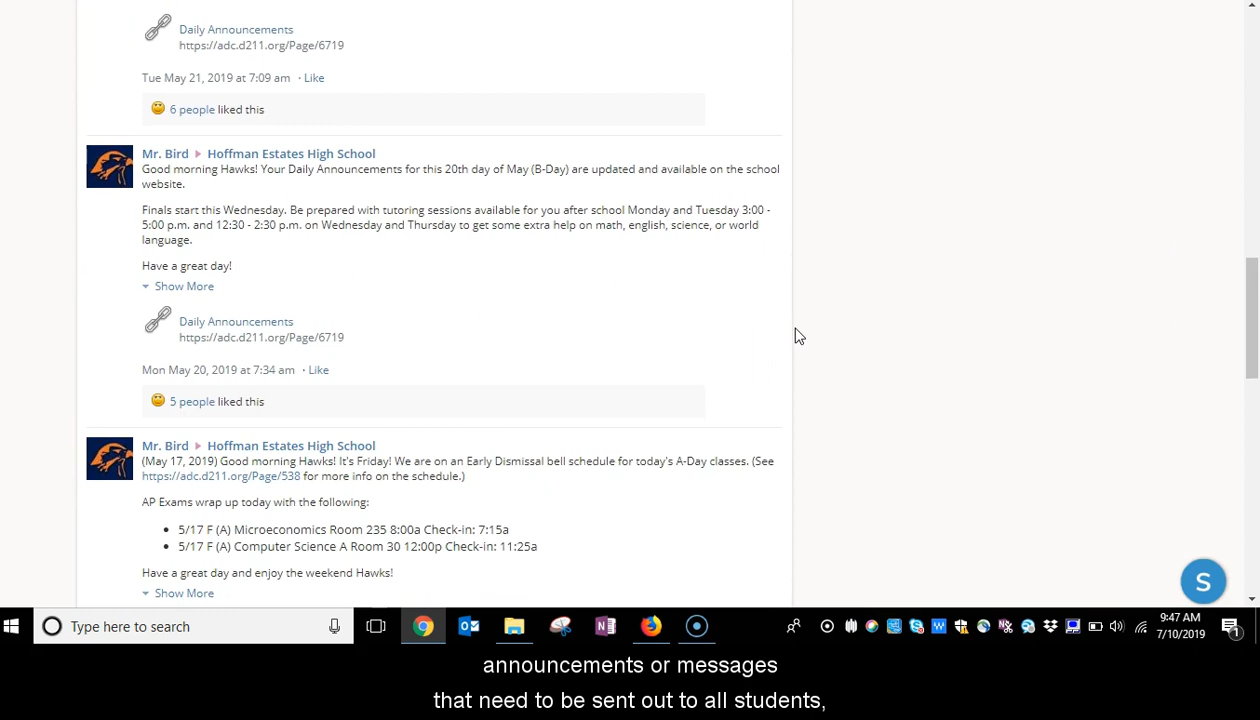 Daily Announcements
https://adc.d211.org/Page/6719
Tue May 21, 2019 at 7:09 am · Like
6 people liked this
Mr. Bird Hoffman Estates High School
Good morning Hawks! Your Daily Announcements for this 20th day of May (B-Day) are updated and available on the school
website.
Finals start this Wednesday. Be prepared with tutoring sessions available for you after school Monday and Tuesday 3:00 -
5:00 p.m. and 12:30 - 2:30 p.m. on Wednesday and Thursday to get some extra help on math, english, science, or world
language.
Have a great day!
Show More
Daily Announcements
https://adc.d211.org/Page/6719
Mon May 20, 2019 at 7:34 am · Like
5 people liked this
Mr. Bird Hoffman Estates High School
(May 17, 2019) Good morning Hawks! It's Friday! We are on an Early Dismissal bell schedule for today's A-Day classes. (See
https://adc.d211.org/Page/538 for more info on the schedule.)
AP Exams wrap up today with the following:
• 5/17 F (A) Microeconomics Room 235 8:00a Check-in: 7:15a
• 5/17 F (A) Computer Science A Room 30 12:00p Check-in: 11:25a
Have a great day and enjoy the weekend Hawks!
Show More
S
Type here to search
9:47 AM
7/10/2019
1
announcements or messages
that need to be sent out to all students,